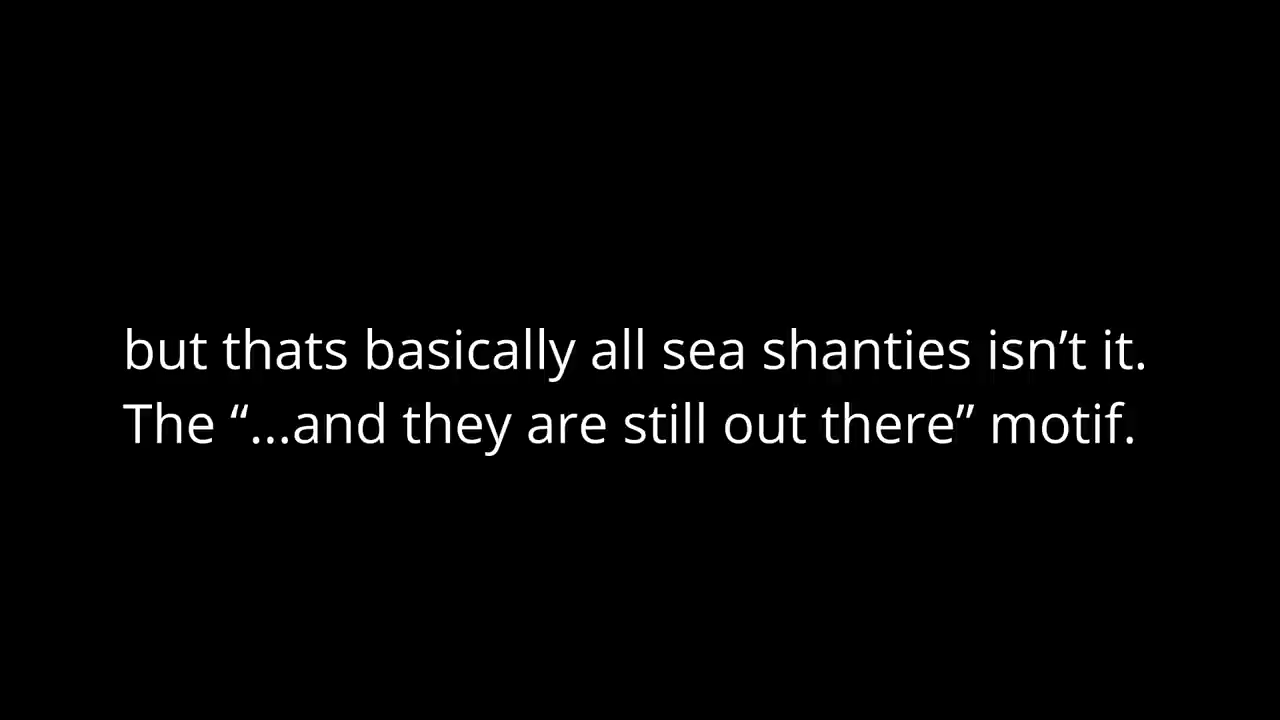 but thats basically all sea shanties isn’t it.
The “...and they are still out there” motif.